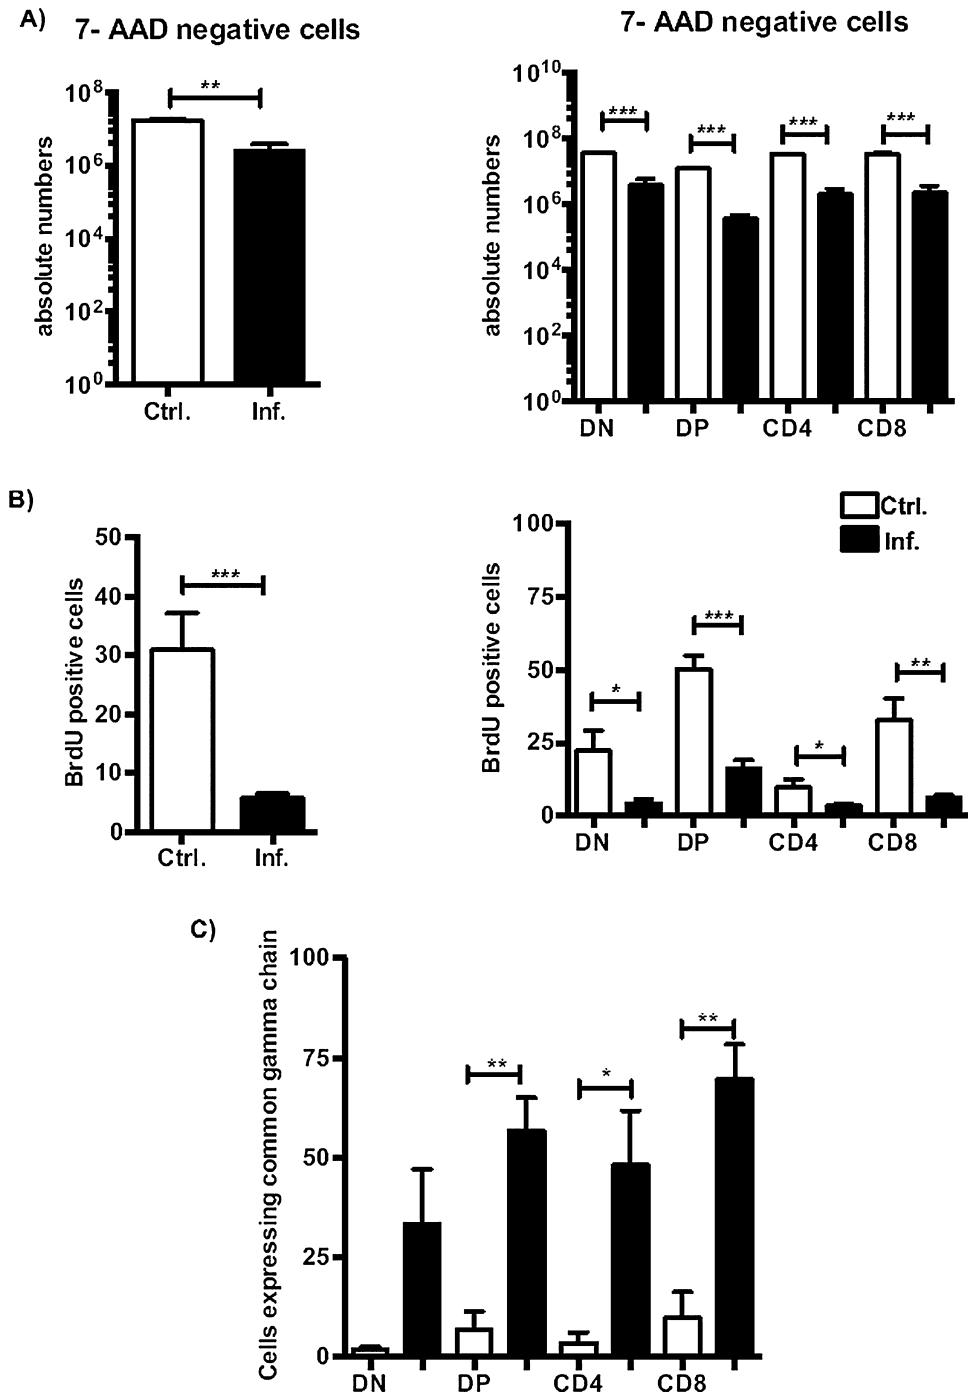 A)
7- AAD negative cells
absolute numbers
10^8
10^6
10^4
10^2
10^0
**
Ctrl.
Inf.
7- AAD negative cells
absolute numbers
10^10
10^8
10^6
10^4
10^2
10^0
***
***
***
***
DN
DP
CD4
CD8
B)
BrdU positive cells
50
40
30
20
10
0
***
Ctrl.
Inf.
Ctrl.
Inf.
BrdU positive cells
100
75
50
25
0
*
***
*
**
DN
DP
CD4
CD8
C)
Cells expressing common gamma chain
100
75
50
25
0
**
*
**
DN
DP
CD4
CD8